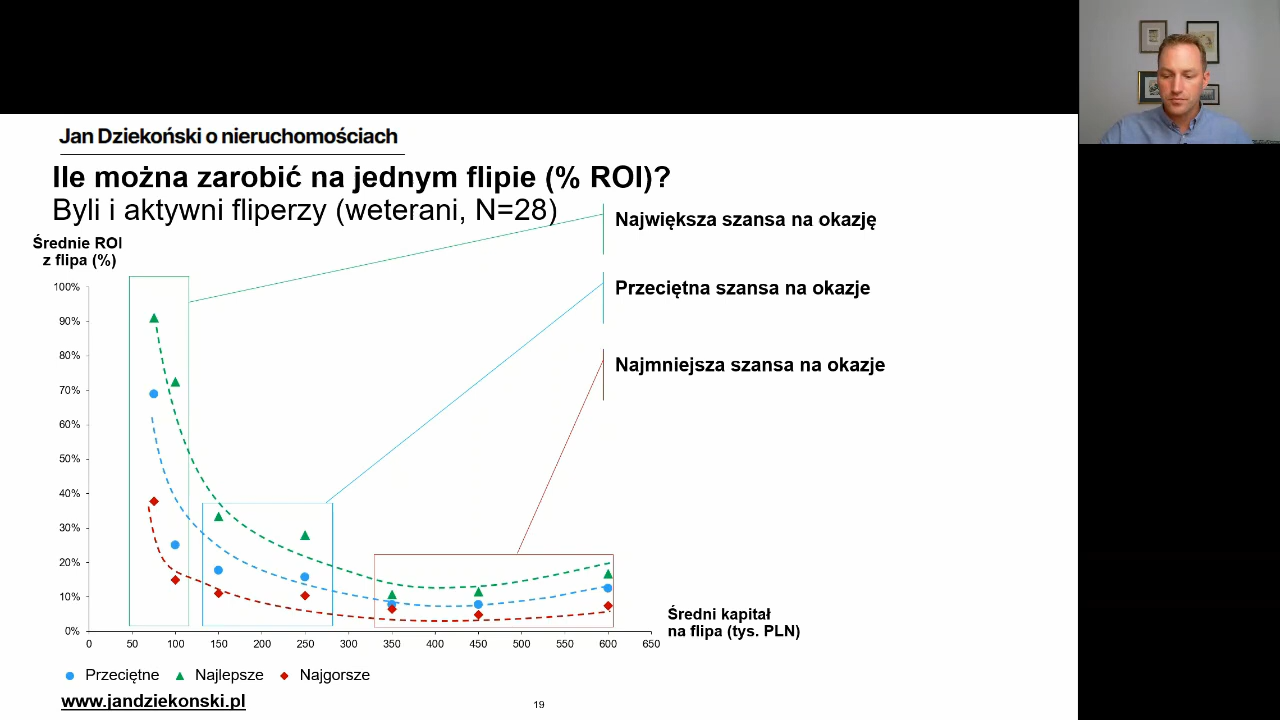 Jan Dziekoński o nieruchomościach
Ile można zarobić na jednym flipie (% ROI)?
Byli i aktywni fliperzy (weterani, N=28)
Największa szansa na okazję
Średnie ROI
z flipa (%)
Przeciętna szansa na okazje
Najmniejsza szansa na okazje
100%
90%
80%
70%
60%
50%
40%
30%
20%
10%
0%
0 50 100 150 200 250 300 350 400 450 500 550 600 650
Średni kapitał
na flipa (tys. PLN)
Przeciętne Najlepsze Najgorsze
www.jandziekonski.pl
19